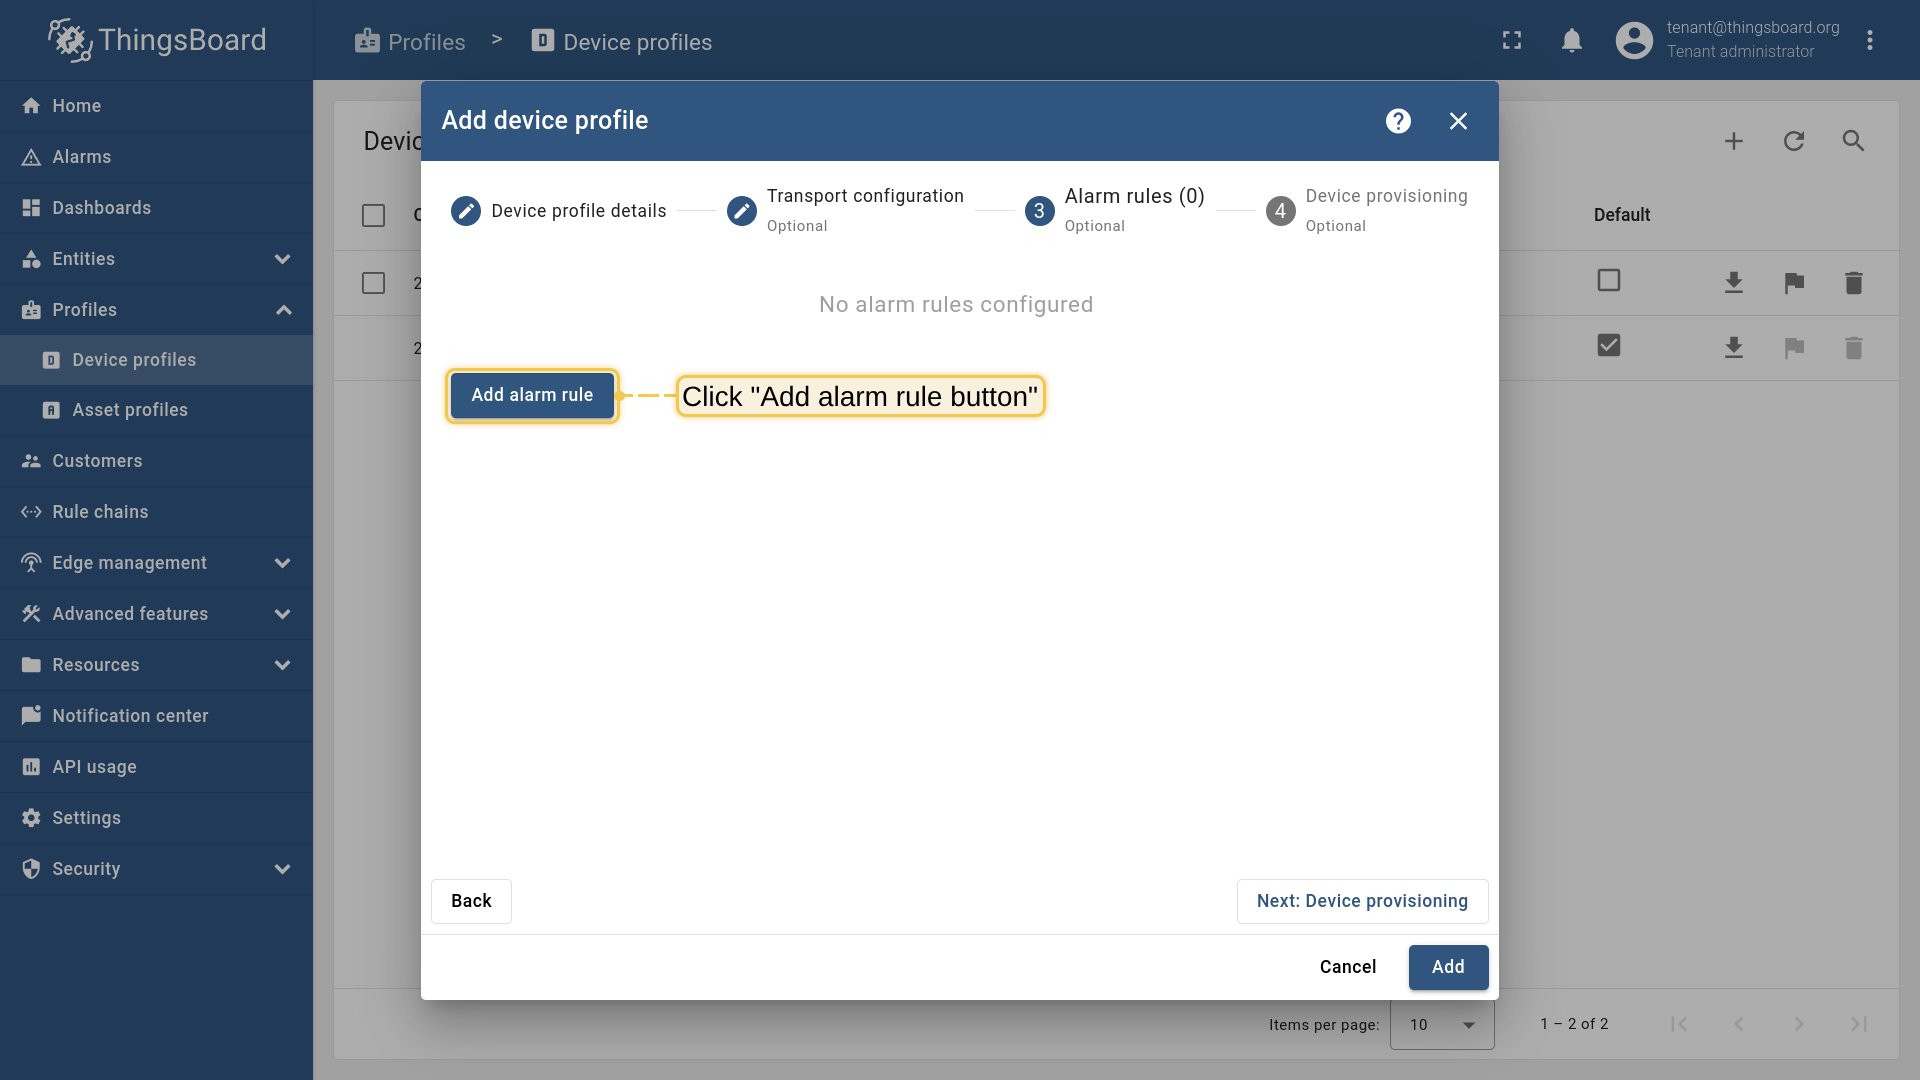 ThingsBoard
Profiles > D Device profiles
tenant@thingsboard.org
Tenant administrator
Home
Alarms
Dashboards
Entities
Profiles
D Device profiles
A Asset profiles
Customers
Rule chains
Edge management
Advanced features
Resources
Notification center
API usage
Settings
Security
Devic
Default
2
2
Add device profile
?
Device profile details
Transport configuration
Optional
3 Alarm rules (0)
Optional
4 Device provisioning
Optional
No alarm rules configured
Add alarm rule
Click "Add alarm rule button"
Back
Next: Device provisioning
Cancel
Add
Items per page: 10
1 – 2 of 2